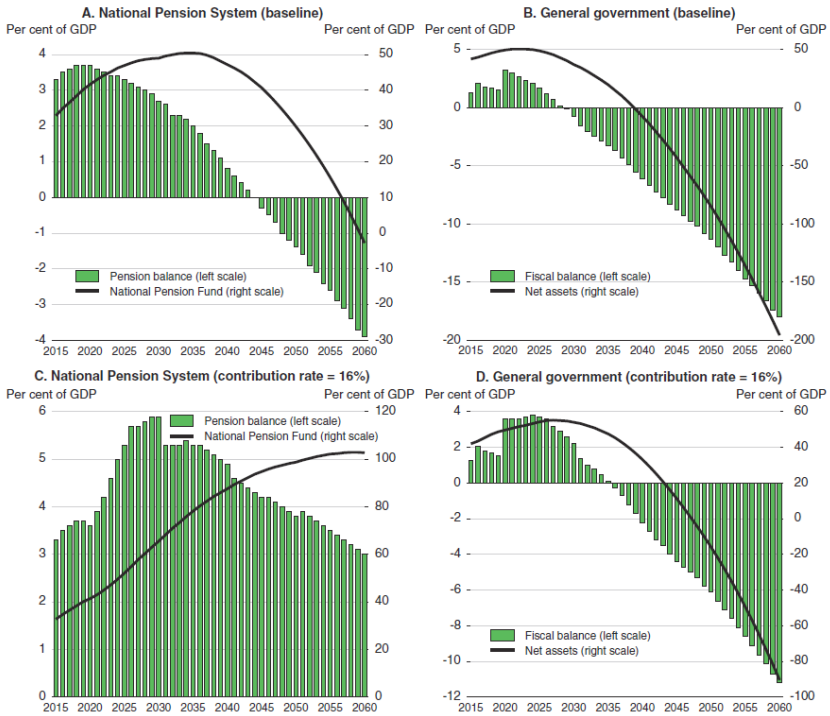 A. National Pension System (baseline)
Per cent of GDP Per cent of GDP
4 50
3 40
2 30
1 20
0 10
-1 0
-2 -10
-3 -20
-4 -30
Pension balance (left scale)
National Pension Fund (right scale)
2015 2020 2025 2030 2035 2040 2045 2050 2055 2060
B. General government (baseline)
Per cent of GDP Per cent of GDP
5 50
0 0
-5 -50
-10 -100
-15 -150
-20 -200
Fiscal balance (left scale)
Net assets (right scale)
2015 2020 2025 2030 2035 2040 2045 2050 2055 2060
C. National Pension System (contribution rate = 16%)
Per cent of GDP Per cent of GDP
6 120
5 100
4 80
3 60
2 40
1 20
0 0
Pension balance (left scale)
National Pension Fund (right scale)
2015 2020 2025 2030 2035 2040 2045 2050 2055 2060
D. General government (contribution rate = 16%)
Per cent of GDP Per cent of GDP
4 60
2 40
0 20
-2 0
-4 -20
-6 -40
-8 -60
-10 -80
-12 -100
Fiscal balance (left scale)
Net assets (right scale)
2015 2020 2025 2030 2035 2040 2045 2050 2055 2060